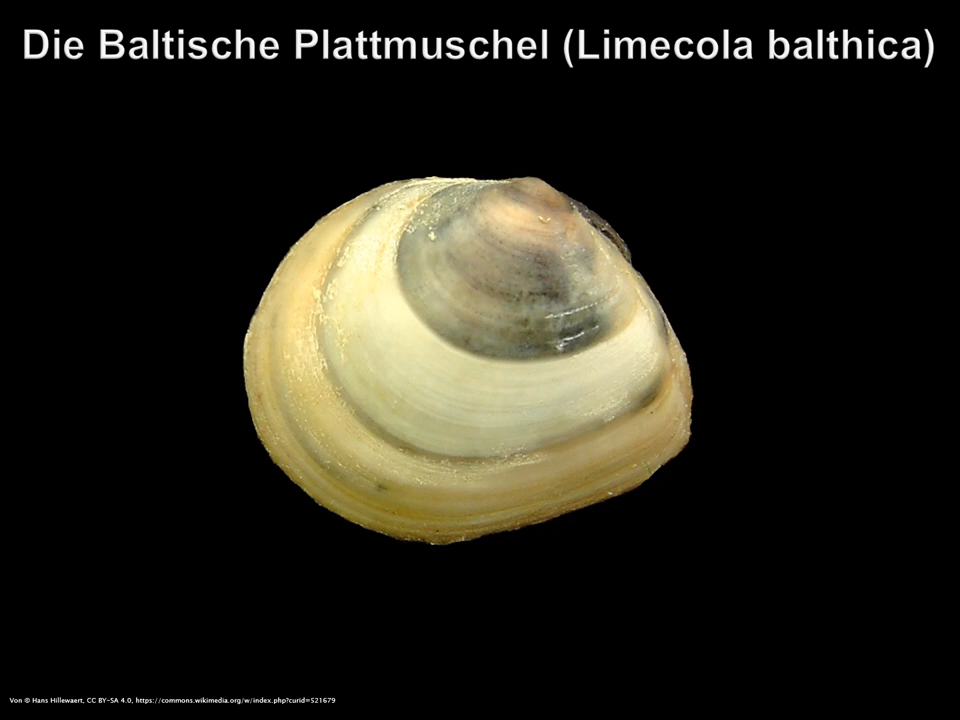 Die Baltische Plattmuschel (Limecola balthica)
Von © Hans Hillewaert, CC BY-SA 4.0, https://commons.wikimedia.org/w/index.php?curid=521679